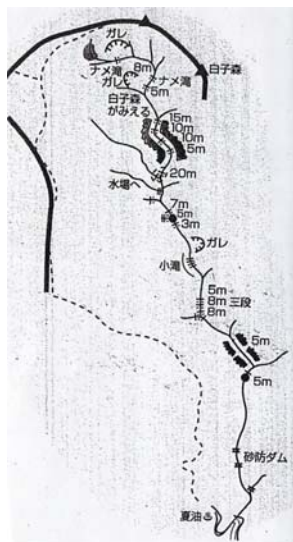 ガレ
白子森
8m
ナメ滝
ナメ滝
ガレ
5m
白子森
がみえる
15m
10m
10m
5m
20m
水場へ
7m
5m
3m
ガレ
小滝
5m
8m 三段
8m
5m
5m
砂防ダム
夏油♨